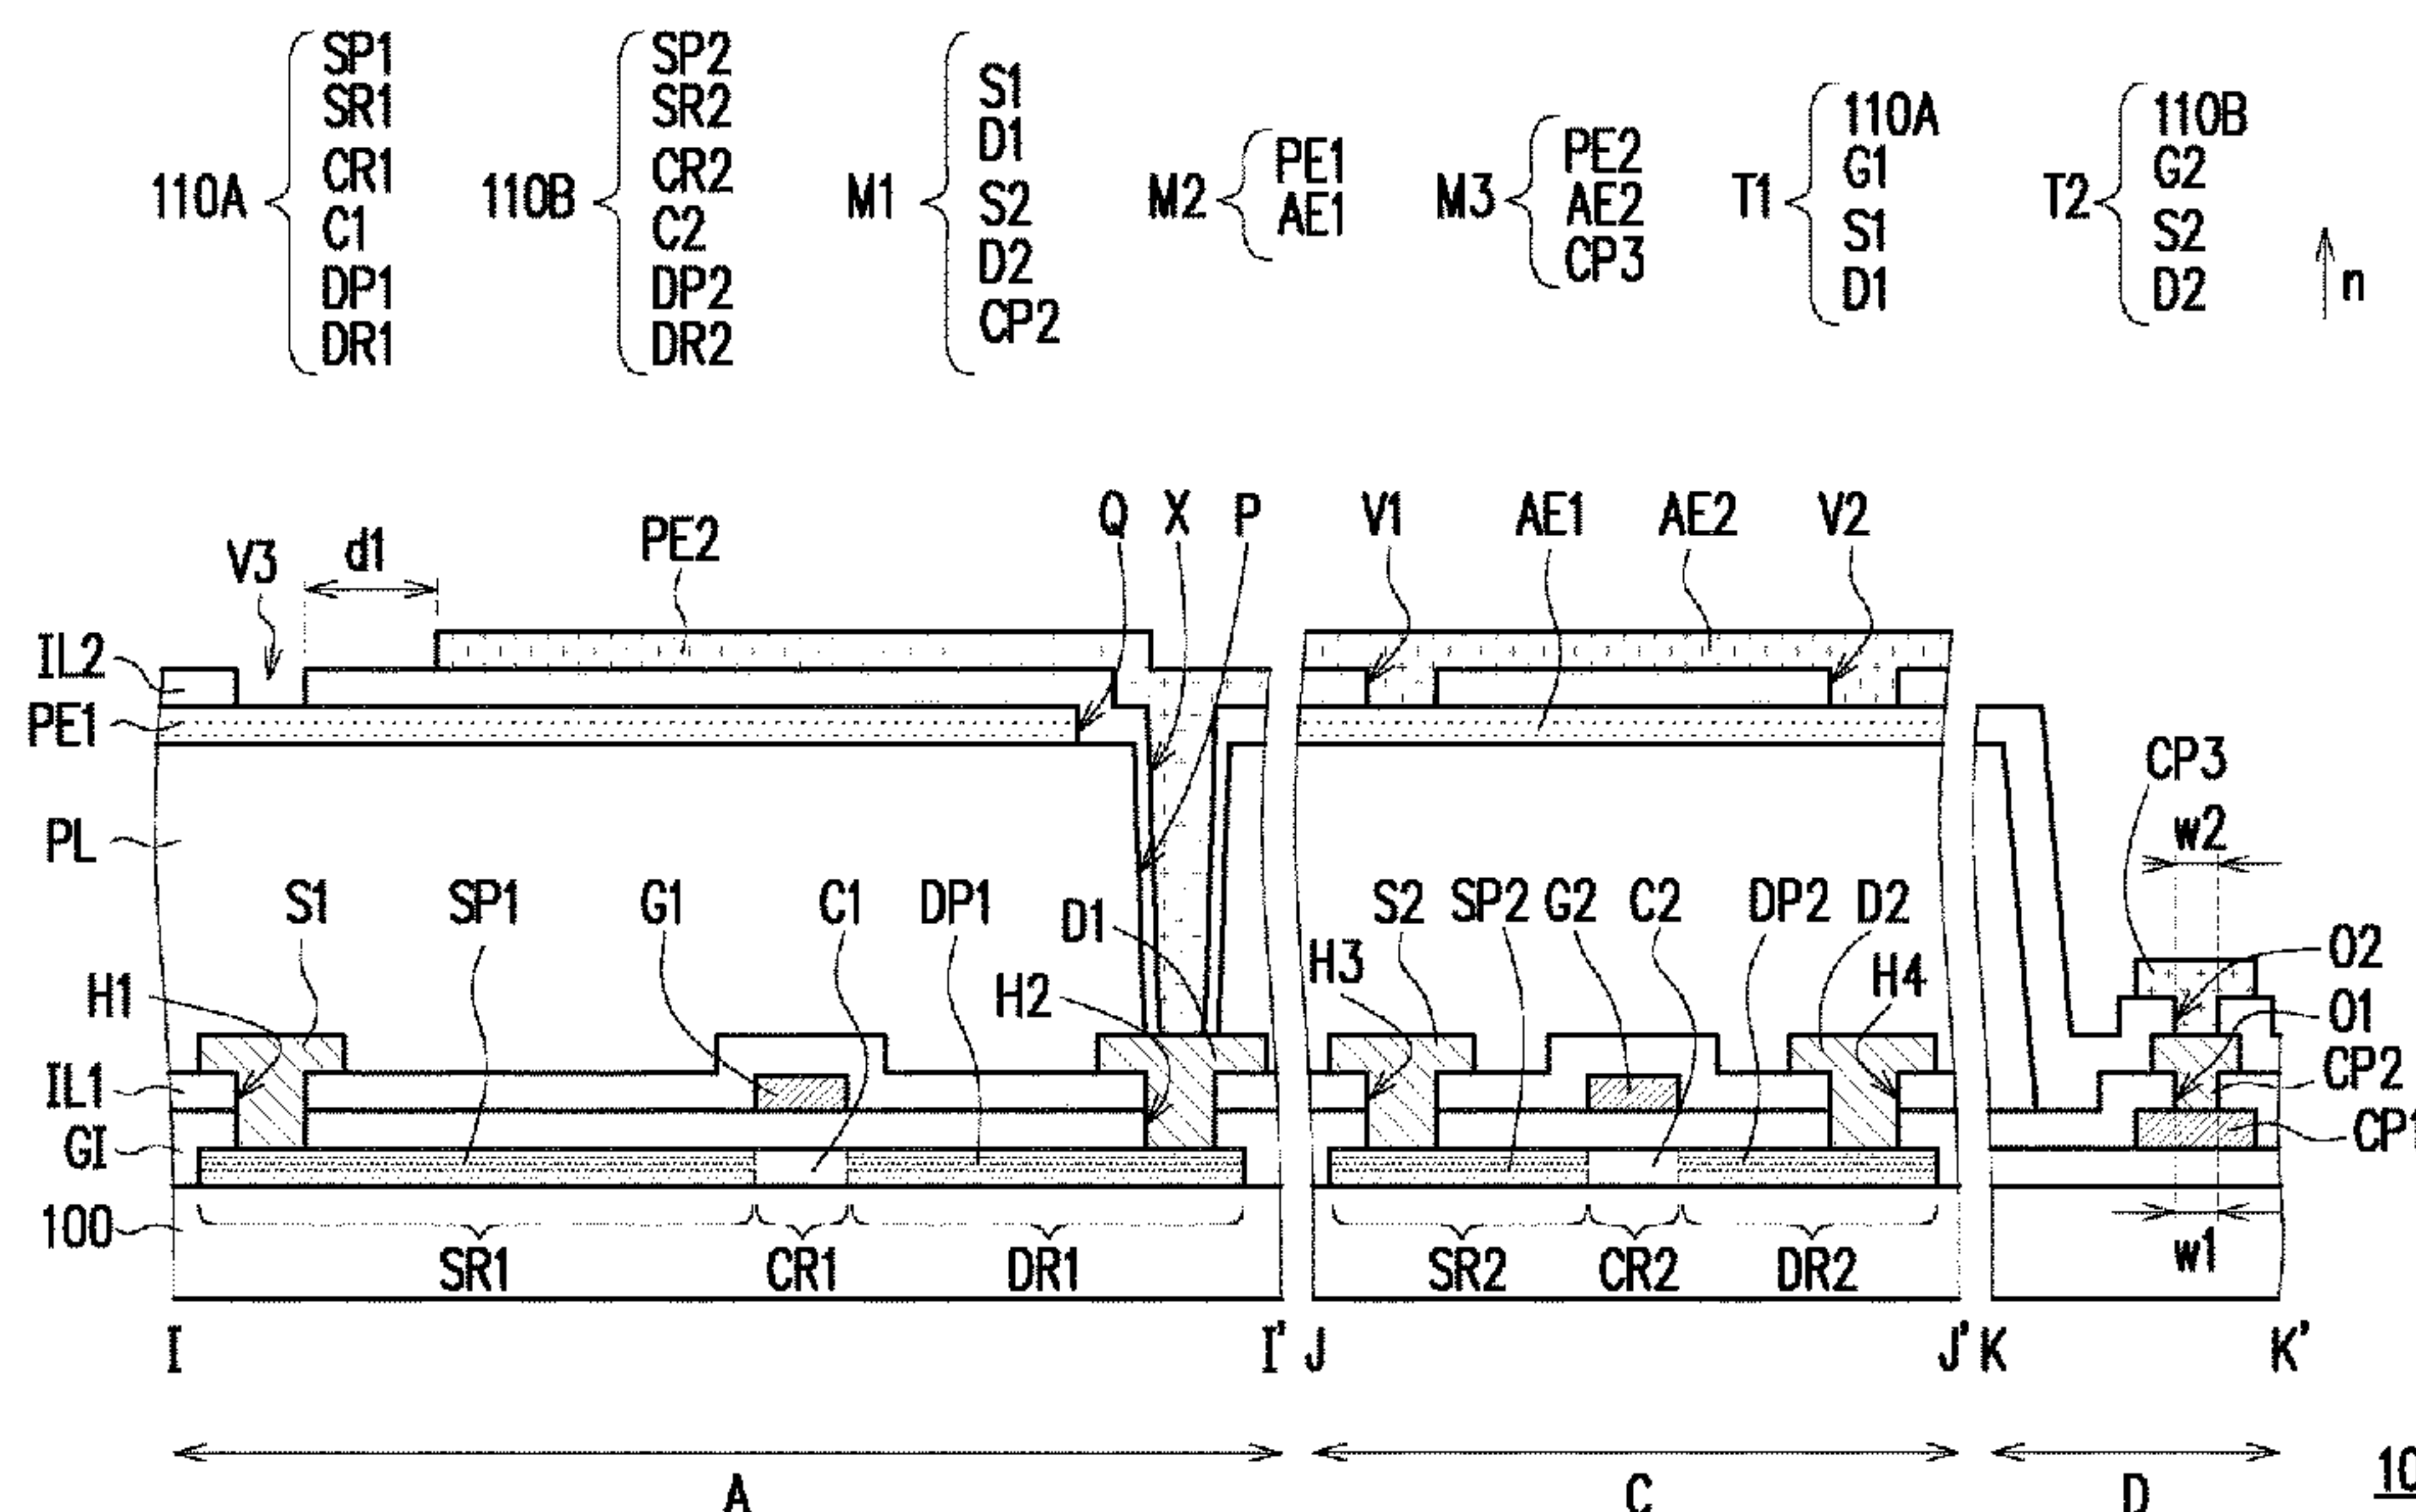 110A
SP1
SR1
CR1
C1
DP1
DR1
110B
SP2
SR2
CR2
C2
DP2
DR2
M1
S1
D1
S2
D2
CP2
M2
PE1
AE1
M3
PE2
AE2
CP3
T1
110A
G1
S1
D1
T2
110B
G2
S2
D2
n
V3 d1 PE2 Q X P V1 AE1 AE2 V2
IL2
PE1
CP3
PL
w2
S1 SP1 G1 C1 DP1 D1 S2 SP2 G2 C2 DP2 D2
H1 H2 H3 H4 O2
O1
IL1
CP2
GI
CP1
100
SR1 CR1 DR1 SR2 CR2 DR2 w1
I I' J J' K K'
A C D
10